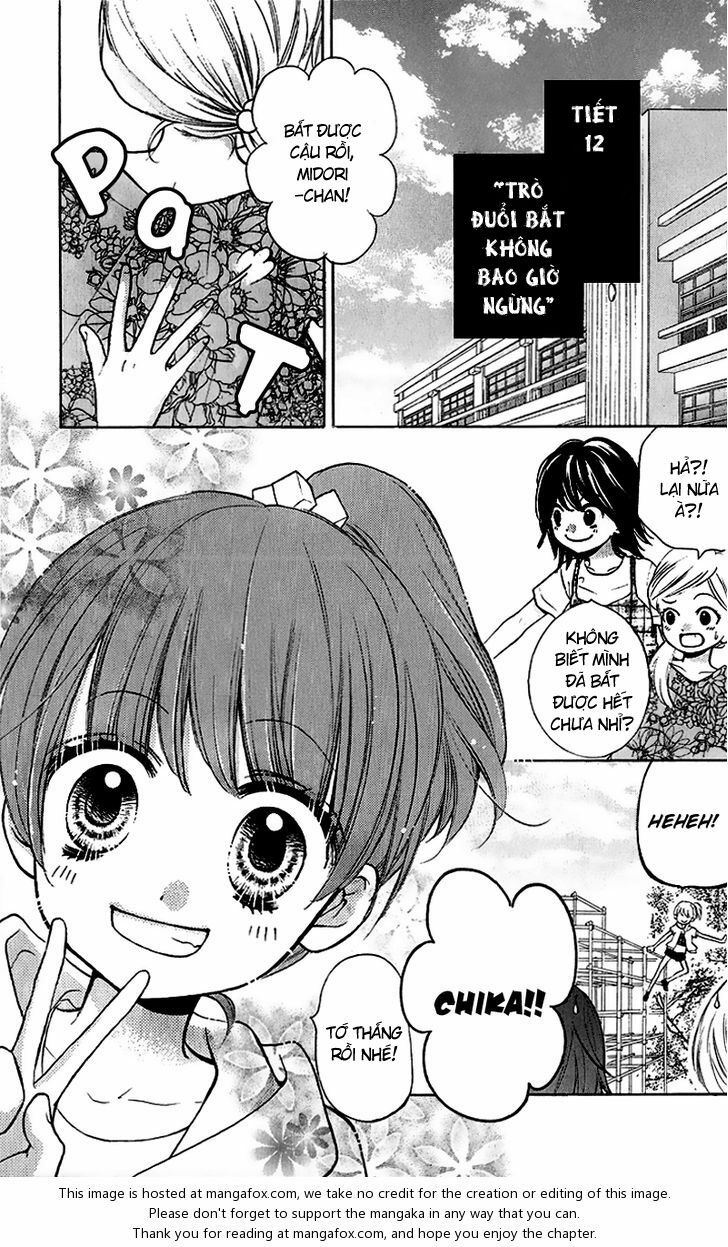 TIẾT
12
"TRÒ
ĐUỔI BẮT
KHÔNG
BAO GIỜ
NGỪNG"
BẮT ĐƯỢC
CẬU RỒI,
MIDORI
-CHAN!
Pa
T
HẢ?!
LẠI NỮA
À?!
KHÔNG
BIẾT MÌNH
ĐÃ BẮT
ĐƯỢC HẾT
CHƯA NHỈ?
HEHEH!
CHIKA!!
TỚ THẮNG
RỒI NHÉ!
This image is hosted at mangafox.com, we take no credit for the creation or editing of this image.
Please don't forget to support the mangaka in any way that you can.
Thank you for reading at mangafox.com, and hope you enjoy the chapter.